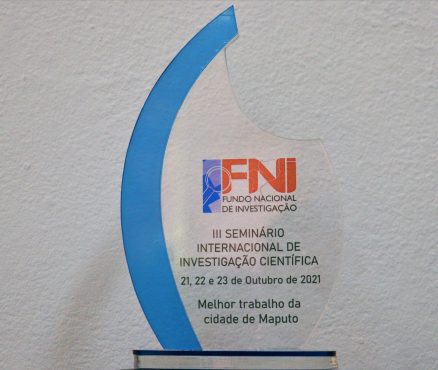 FNI
FUNDO NACIONAL
DE INVESTIGAÇÃO
III SEMINÁRIO
INTERNACIONAL DE
INVESTIGAÇÃO CIENTÍFICA
21, 22 e 23 de Outubro de 2021
Melhor trabalho da
cidade de Maputo